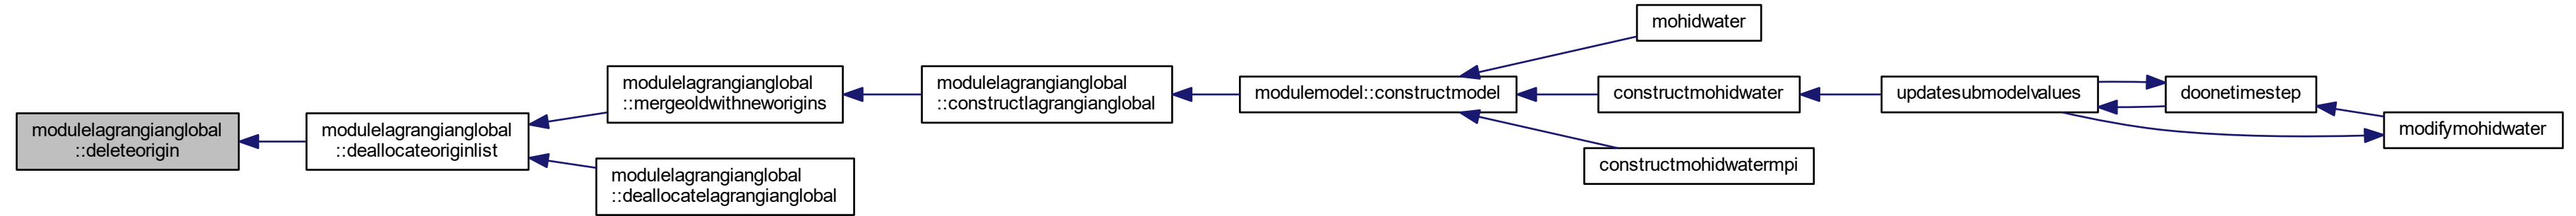 modulelagrangianglobal
::deleteorigin
modulelagrangianglobal
::deallocateoriginlist
modulelagrangianglobal
::mergeoldwithneworigins
modulelagrangianglobal
::deallocatelagrangianglobal
modulelagrangianglobal
::constructlagrangianglobal
modulemodel::constructmodel
mohidwater
constructmohidwater
constructmohidwatermpi
updatesubmodelvalues
doonetimestep
modifymohidwater